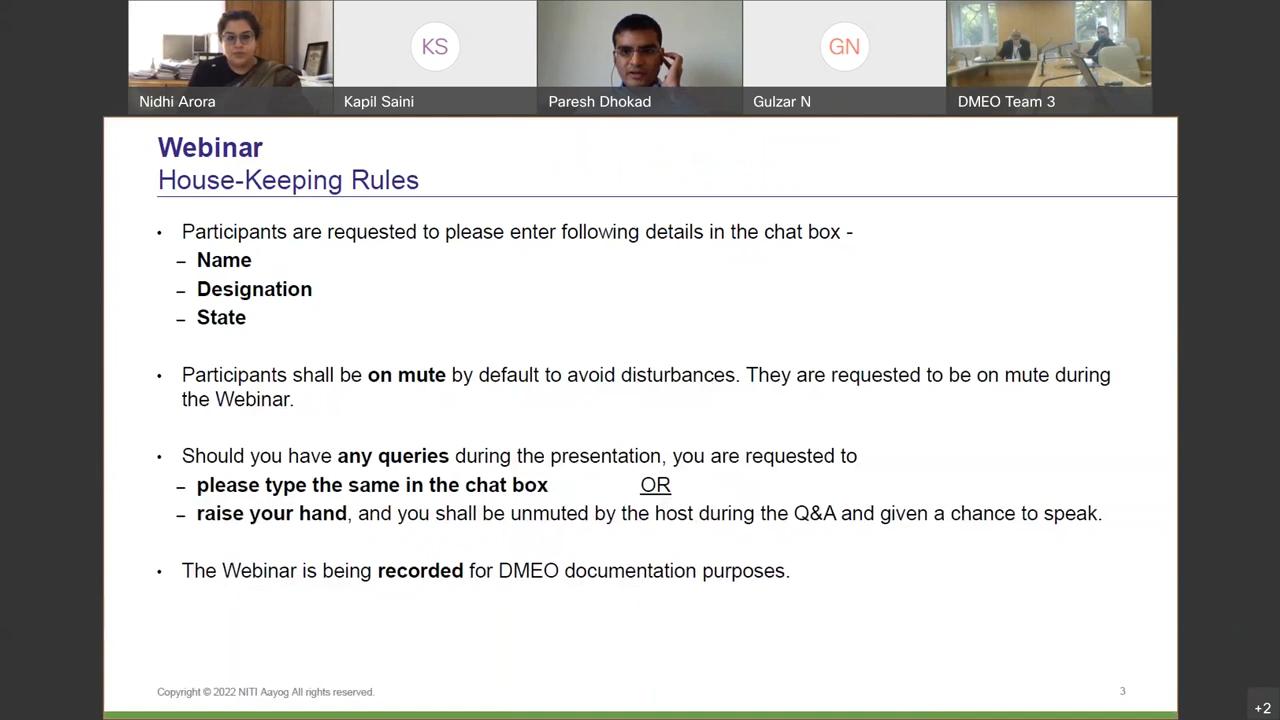 KS
GN
Nidhi Arora
Kapil Saini
Paresh Dhokad
Gulzar N
DMEO Team 3
Webinar
House-Keeping Rules
• Participants are requested to please enter following details in the chat box -
– Name
– Designation
– State
• Participants shall be on mute by default to avoid disturbances. They are requested to be on mute during
the Webinar.
• Should you have any queries during the presentation, you are requested to
– please type the same in the chat box OR
– raise your hand, and you shall be unmuted by the host during the Q&A and given a chance to speak.
• The Webinar is being recorded for DMEO documentation purposes.
Copyright © 2022 NITI Aayog All rights reserved.
3
+2